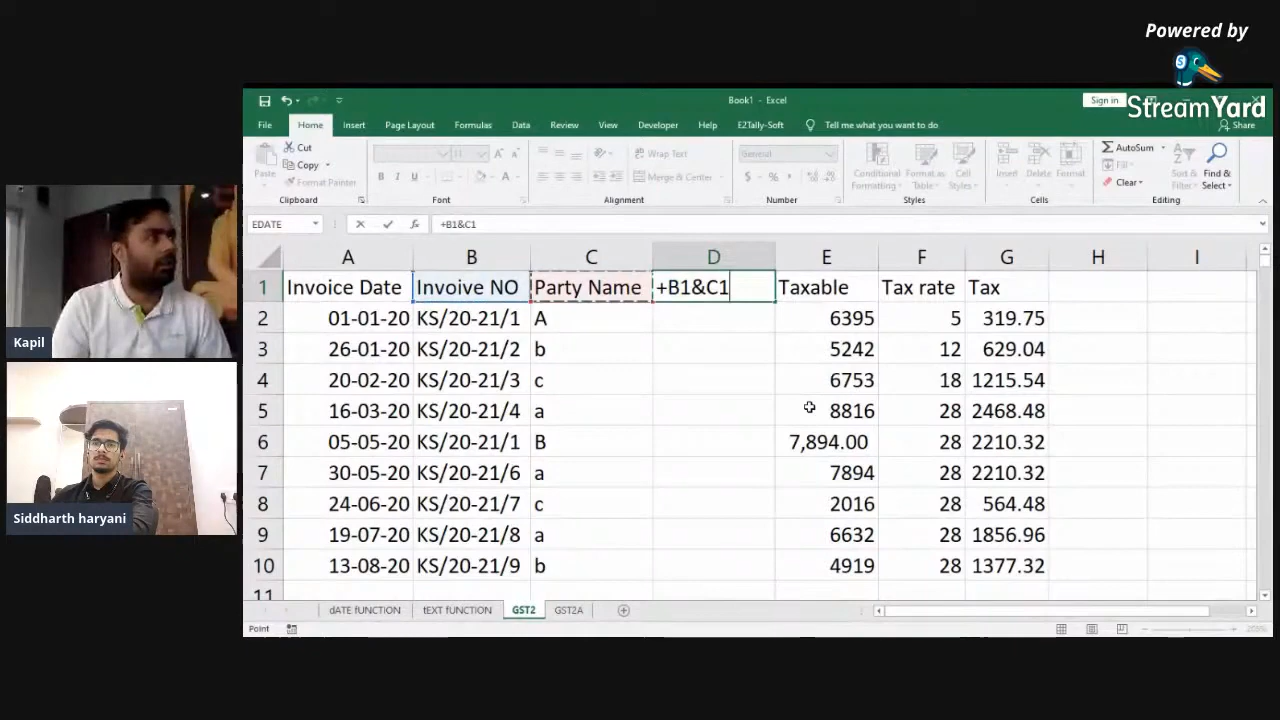 Powered by
StreamYard
Book1 - Excel
Sign in
File Home Insert Page Layout Formulas Data Review View Developer Help EZTally-Soft Tell me what you want to do Share
Paste
Cut
Copy
Format Painter
Clipboard
11
A A
B I U
A
Font
Wrap Text
Merge & Center
Alignment
General
$ % ,
Number
Conditional Formatting
Format as Table
Cell Styles
Styles
Insert Delete Format
Cells
AutoSum
Fill
Clear
Sort & Filter
Find & Select
Editing
EDATE fx +B1&C1
A B C D E F G H I
1 Invoice Date Invoive NO Party Name +B1&C1 Taxable Tax rate Tax
2 01-01-20 KS/20-21/1 A 6395 5 319.75
3 26-01-20 KS/20-21/2 b 5242 12 629.04
4 20-02-20 KS/20-21/3 c 6753 18 1215.54
5 16-03-20 KS/20-21/4 a 8816 28 2468.48
6 05-05-20 KS/20-21/1 B 7,894.00 28 2210.32
7 30-05-20 KS/20-21/6 a 7894 28 2210.32
8 24-06-20 KS/20-21/7 c 2016 28 564.48
9 19-07-20 KS/20-21/8 a 6632 28 1856.96
10 13-08-20 KS/20-21/9 b 4919 28 1377.32
11
dATE fUNCTION tEXT fUNCTION GST2 GST2A
Point
Kapil
Siddharth haryani